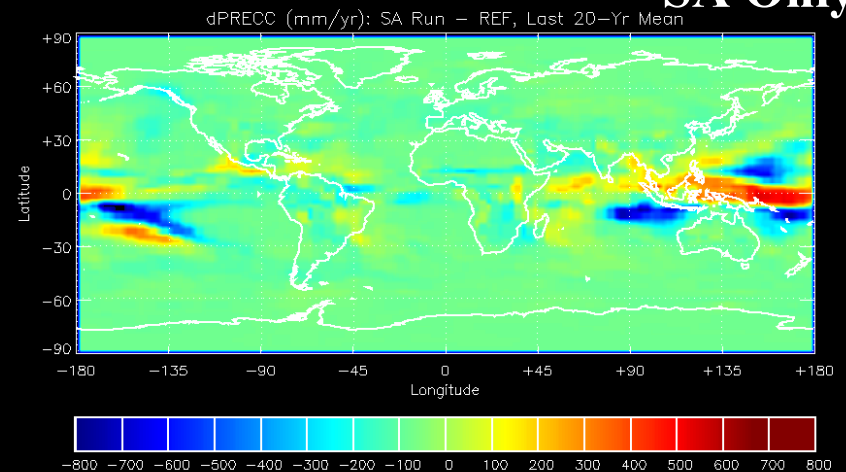 SA Only
dPRECC (mm/yr): SA Run – REF, Last 20–Yr Mean
+90
+60
+30
0
−30
−60
−90
Latitude
−180 −135 −90 −45 0 +45 +90 +135 +180
Longitude
−800 −700 −600 −500 −400 −300 −200 −100 0 100 200 300 400 500 600 700 800